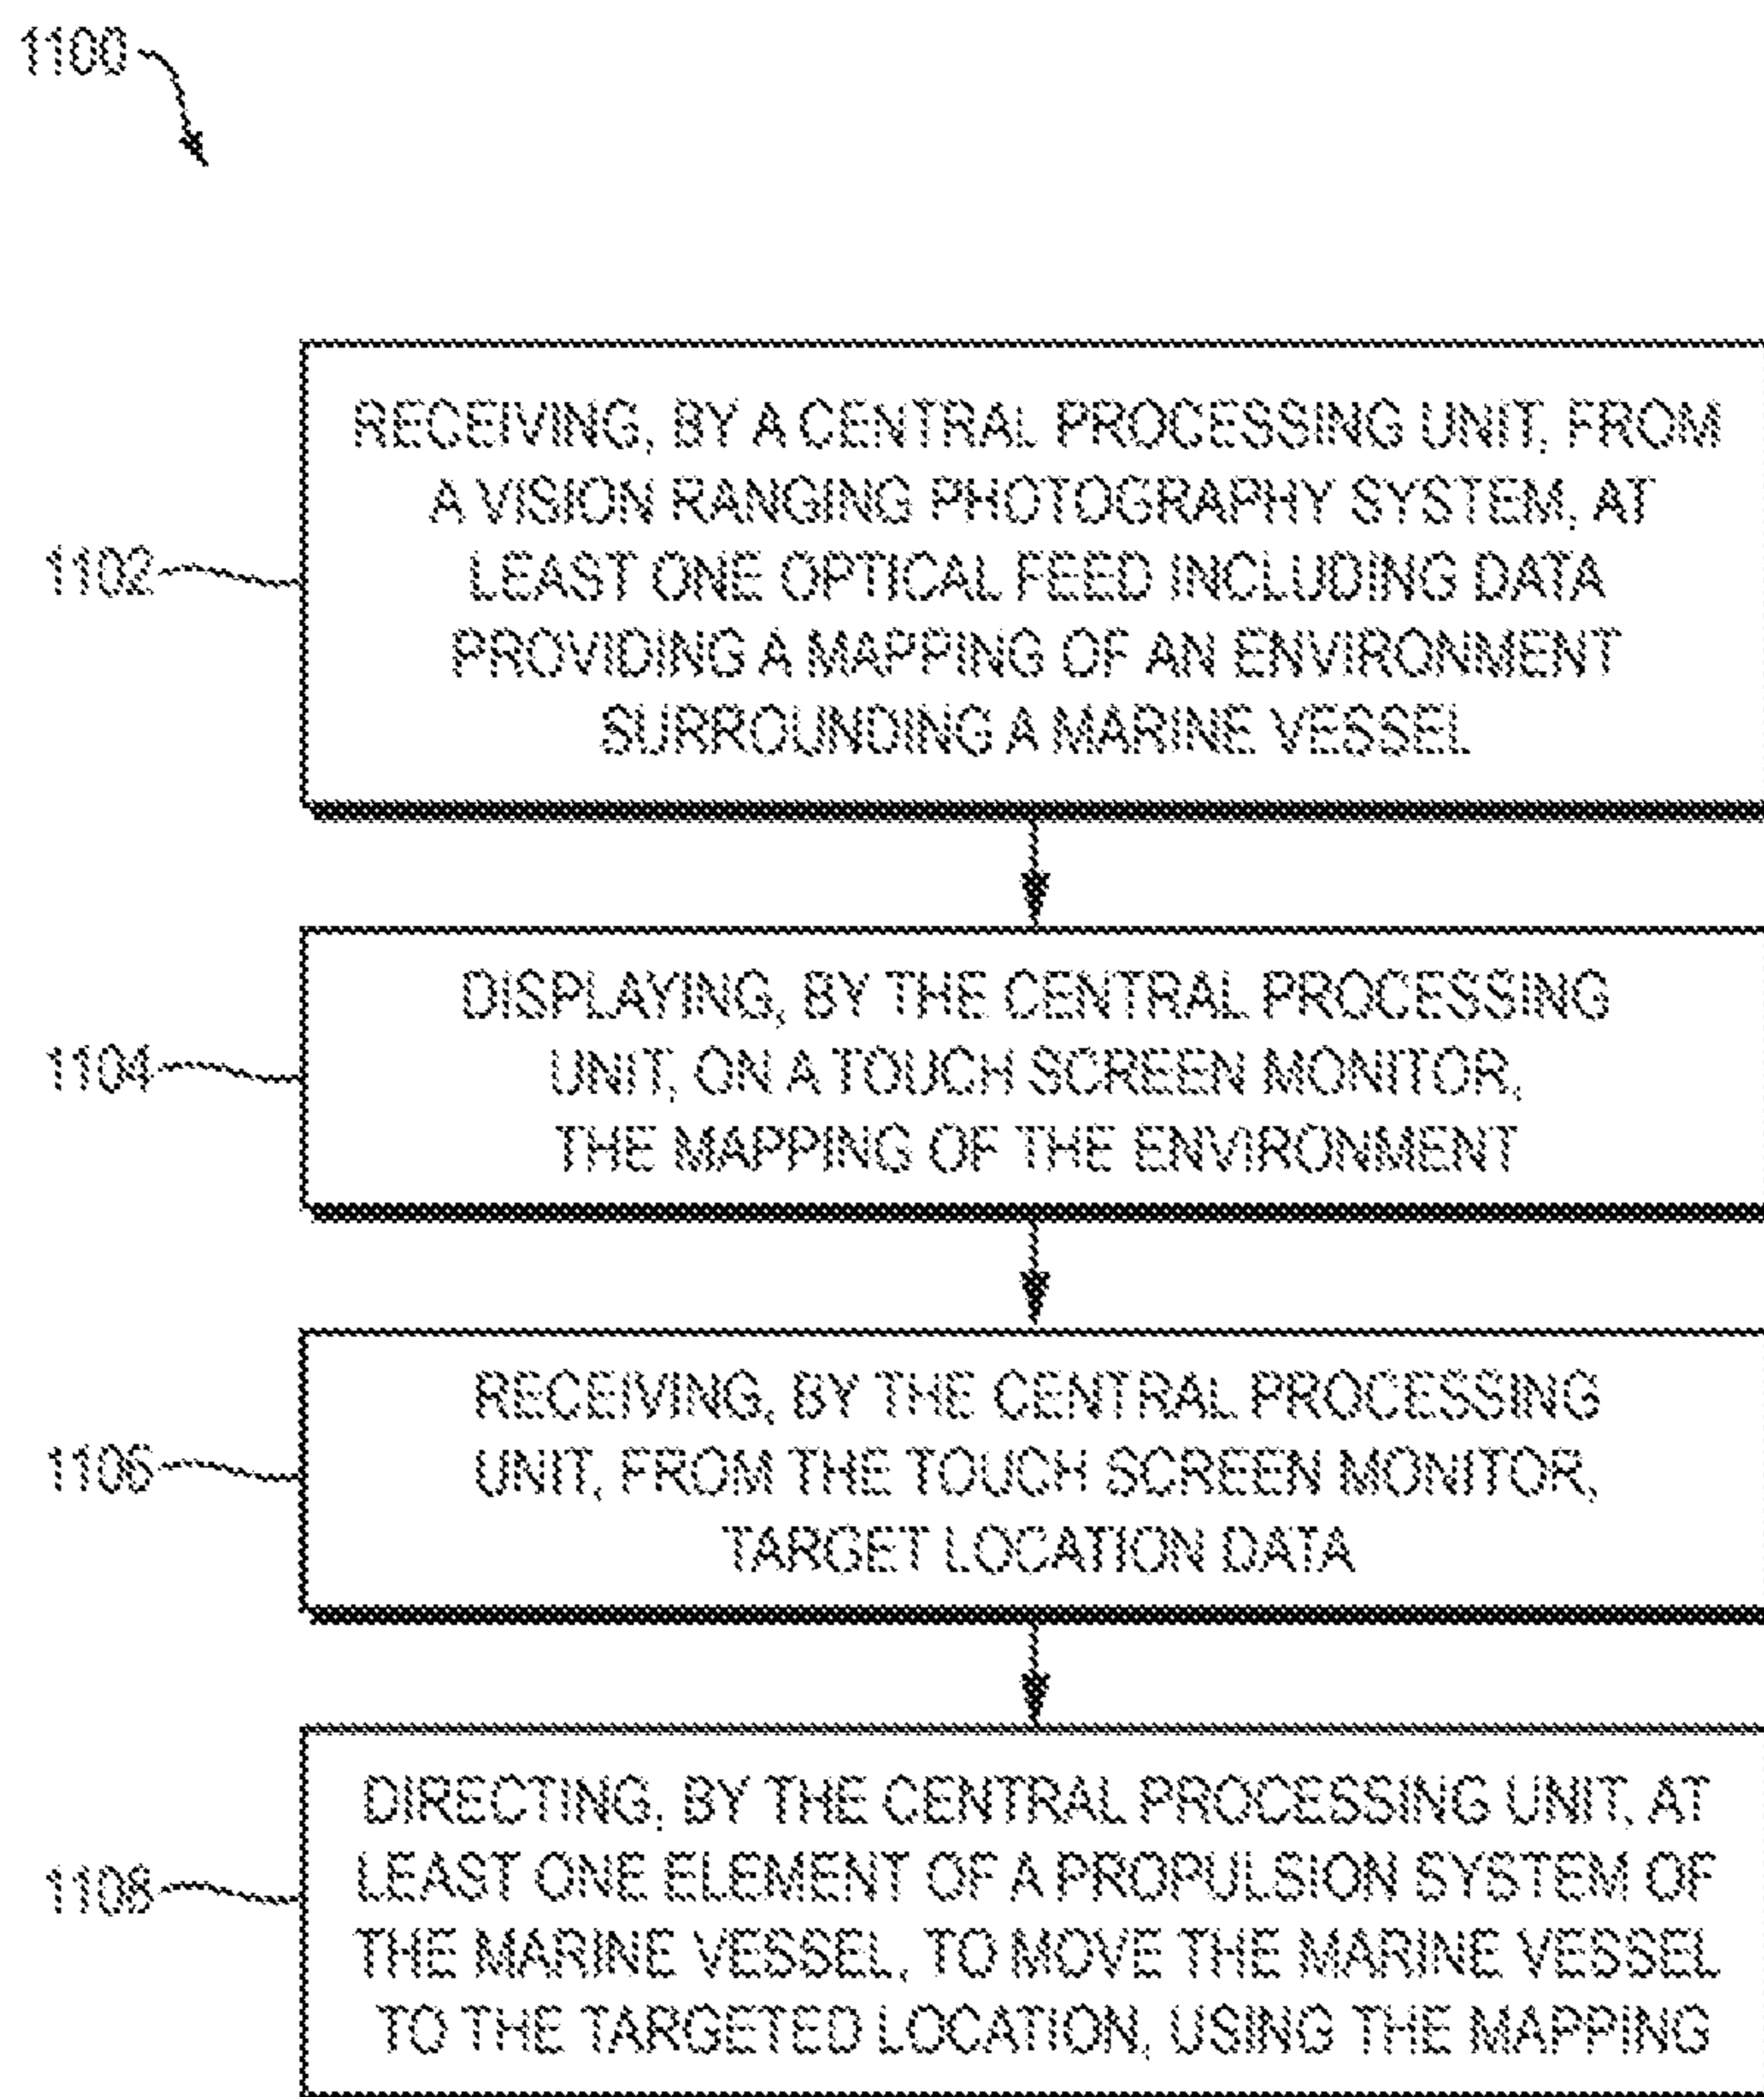 1100
RECEIVING, BY A CENTRAL PROCESSING UNIT, FROM
A VISION RANGING PHOTOGRAPHY SYSTEM, AT
1102
LEAST ONE OPTICAL FEED INCLUDING DATA
PROVIDING A MAPPING OF AN ENVIRONMENT
SURROUNDING A MARINE VESSEL
DISPLAYING, BY THE CENTRAL PROCESSING
1104
UNIT, ON A TOUCH SCREEN MONITOR,
THE MAPPING OF THE ENVIRONMENT
RECEIVING, BY THE CENTRAL PROCESSING
1106
UNIT, FROM THE TOUCH SCREEN MONITOR,
TARGET LOCATION DATA
DIRECTING, BY THE CENTRAL PROCESSING UNIT, AT
1108
LEAST ONE ELEMENT OF A PROPULSION SYSTEM OF
THE MARINE VESSEL, TO MOVE THE MARINE VESSEL
TO THE TARGETED LOCATION, USING THE MAPPING